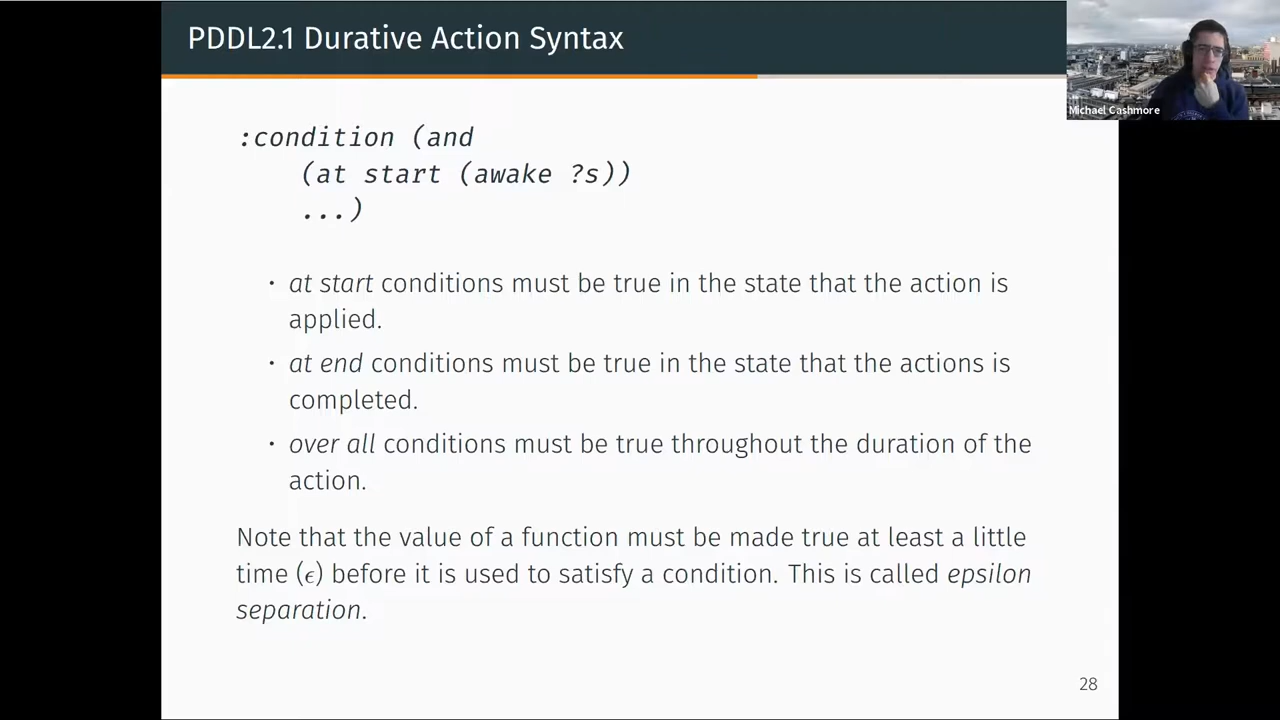 PDDL2.1 Durative Action Syntax
Michael Cashmore
:condition (and
(at start (awake ?s))
...)
· at start conditions must be true in the state that the action is
applied.
· at end conditions must be true in the state that the actions is
completed.
· over all conditions must be true throughout the duration of the
action.
Note that the value of a function must be made true at least a little
time (ϵ) before it is used to satisfy a condition. This is called epsilon
separation.
28